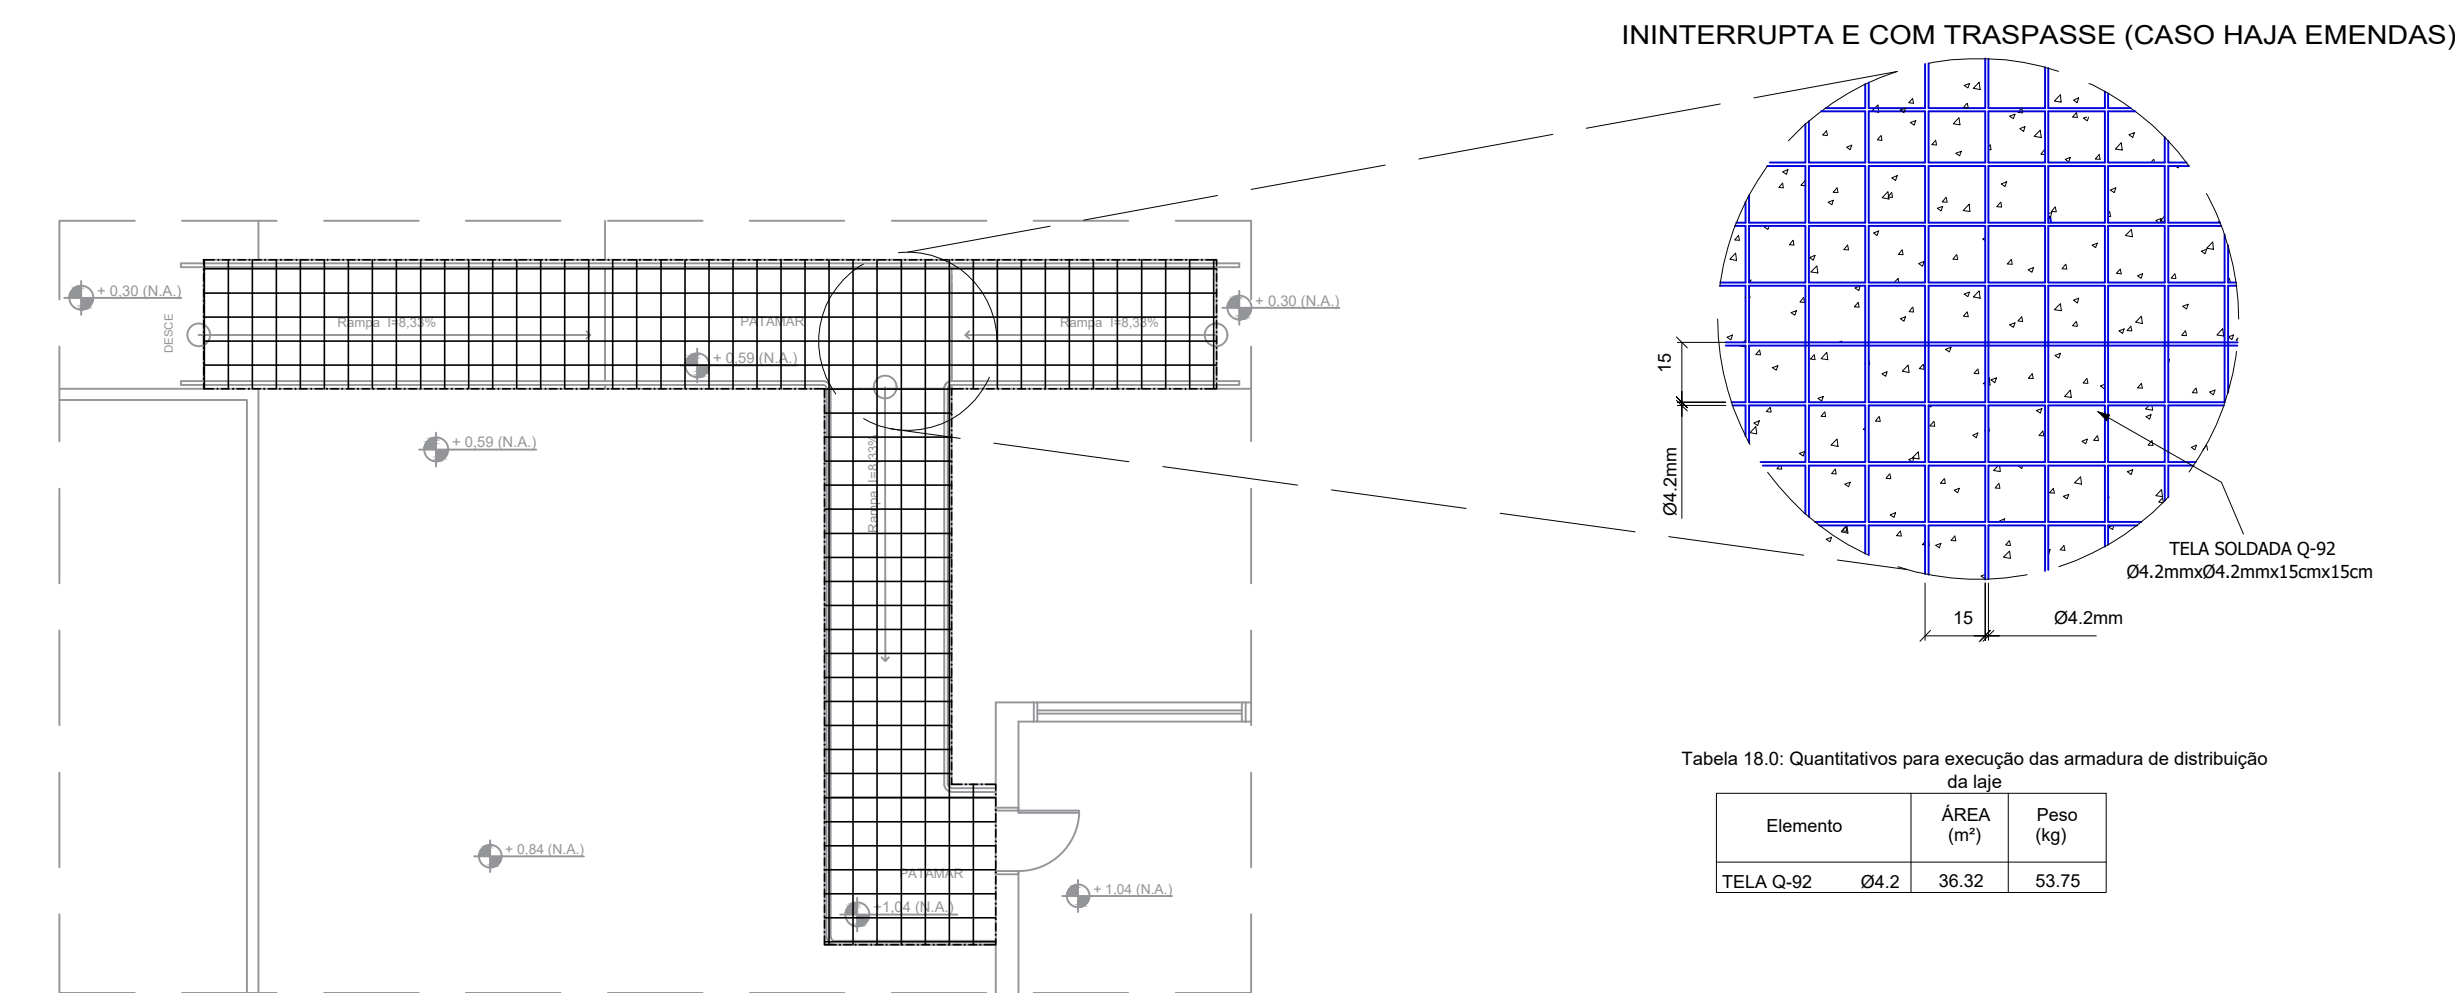 ININTERRUPTA E COM TRASPASSE (CASO HAJA EMENDAS)
+ 0,30 (N.A.)
DESCE
Rampa I=8,33%
PATAMAR
+ 0,59 (N.A.)
Rampa I=8,33%
+ 0,30 (N.A.)
+ 0,59 (N.A.)
Rampa I=8,33%
+ 0,84 (N.A.)
PATAMAR
+1,04 (N.A.)
+ 1,04 (N.A.)
15
Ø4.2mm
TELA SOLDADA Q-92
Ø4.2mmxØ4.2mmx15cmx15cm
15
Ø4.2mm
Tabela 18.0: Quantitativos para execução das armadura de distribuição
da laje
Elemento
ÁREA
(m²)
Peso
(kg)
TELA Q-92 Ø4.2 36.32 53.75